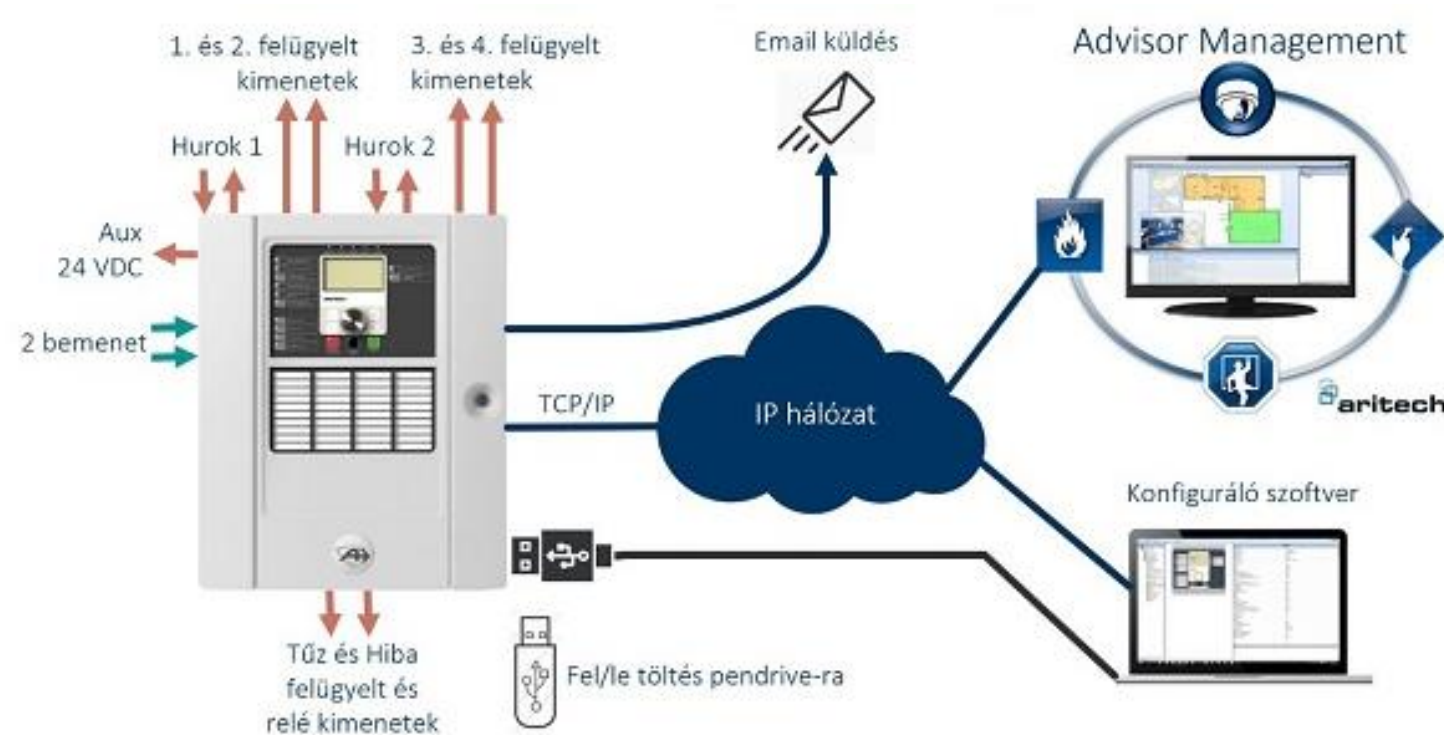 1. és 2. felügyelt
kimenetek
3. és 4. felügyelt
kimenetek
Email küldés
Advisor Management
Hurok 1
Hurok 2
Aux
24 VDC
2 bemenet
TCP/IP
IP hálózat
aritech
Konfiguráló szoftver
Tűz és Hiba
felügyelt és
relé kimenetek
Fel/le töltés pendrive-ra